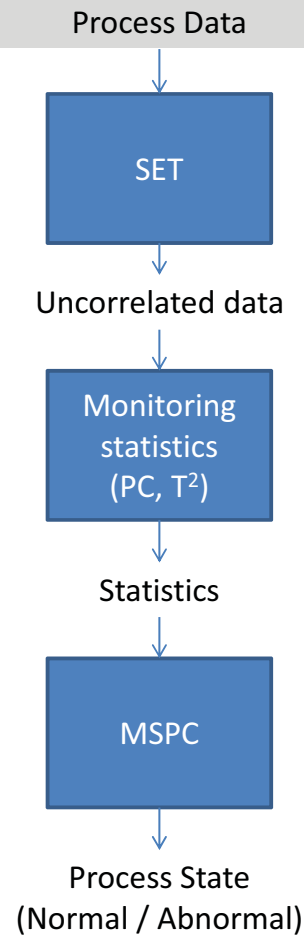 Process Data
SET
Uncorrelated data
Monitoring
statistics
(PC, T²)
Statistics
MSPC
Process State
(Normal / Abnormal)